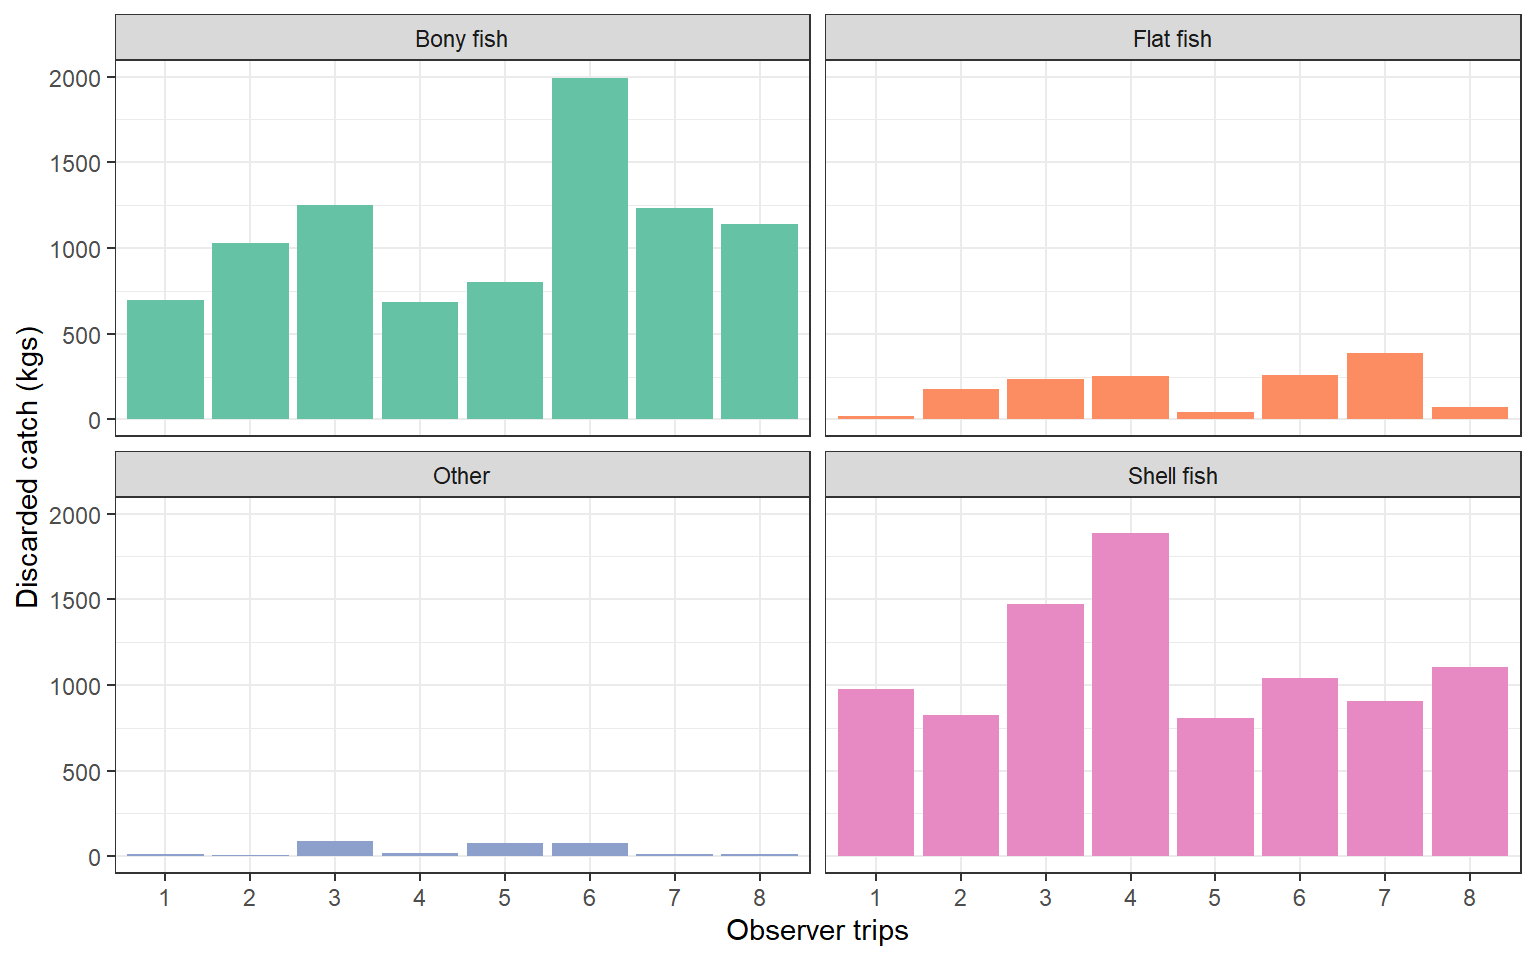 Bony fish
Flat fish
2000
1500
1000
500
0
Other
Shell fish
2000
1500
1000
500
0
1 2 3 4 5 6 7 8
1 2 3 4 5 6 7 8
Observer trips
Discarded catch (kgs)